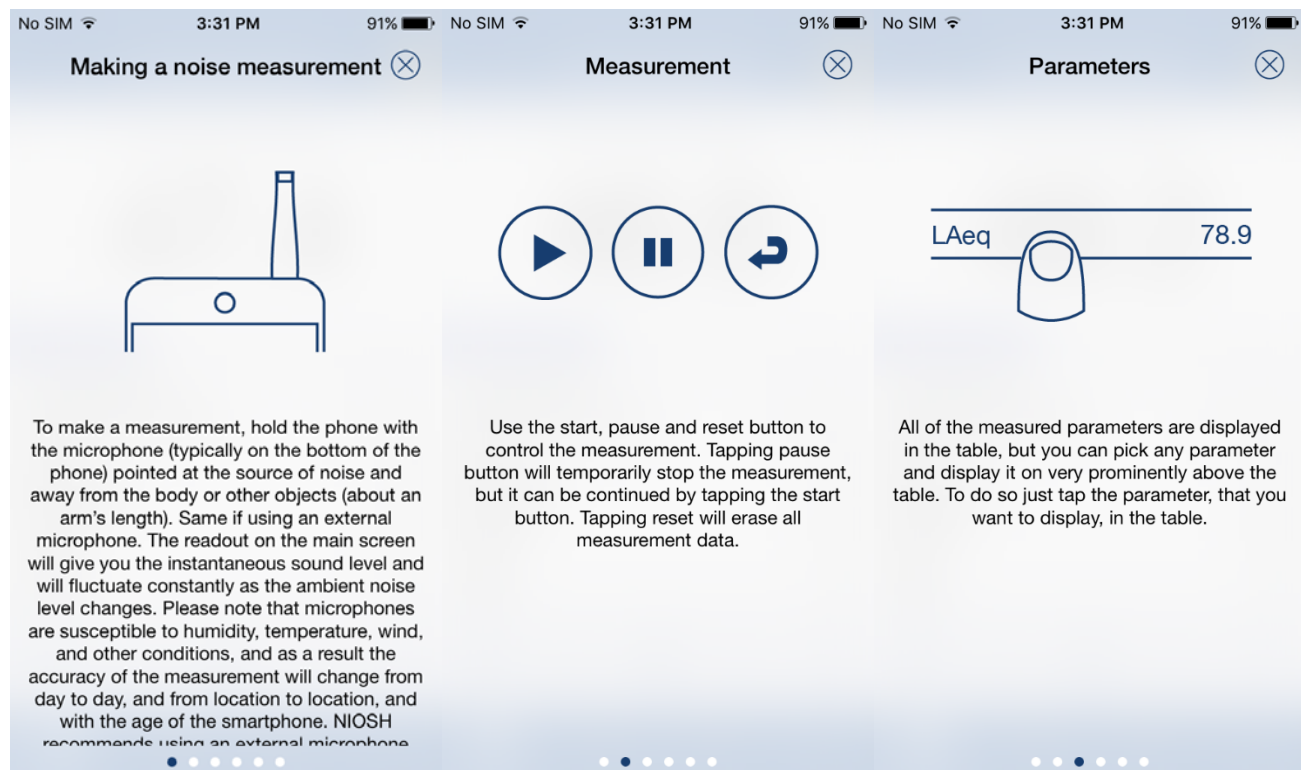 No SIM 3:31 PM 91%
Making a noise measurement
To make a measurement, hold the phone with
the microphone (typically on the bottom of the
phone) pointed at the source of noise and
away from the body or other objects (about an
arm's length). Same if using an external
microphone. The readout on the main screen
will give you the instantaneous sound level and
will fluctuate constantly as the ambient noise
level changes. Please note that microphones
are susceptible to humidity, temperature, wind,
and other conditions, and as a result the
accuracy of the measurement will change from
day to day, and from location to location, and
with the age of the smartphone. NIOSH
recommends using an external microphone
No SIM 3:31 PM 91%
Measurement
Use the start, pause and reset button to
control the measurement. Tapping pause
button will temporarily stop the measurement,
but it can be continued by tapping the start
button. Tapping reset will erase all
measurement data.
No SIM 3:31 PM 91%
Parameters
LAeq 78.9
All of the measured parameters are displayed
in the table, but you can pick any parameter
and display it on very prominently above the
table. To do so just tap the parameter, that you
want to display, in the table.